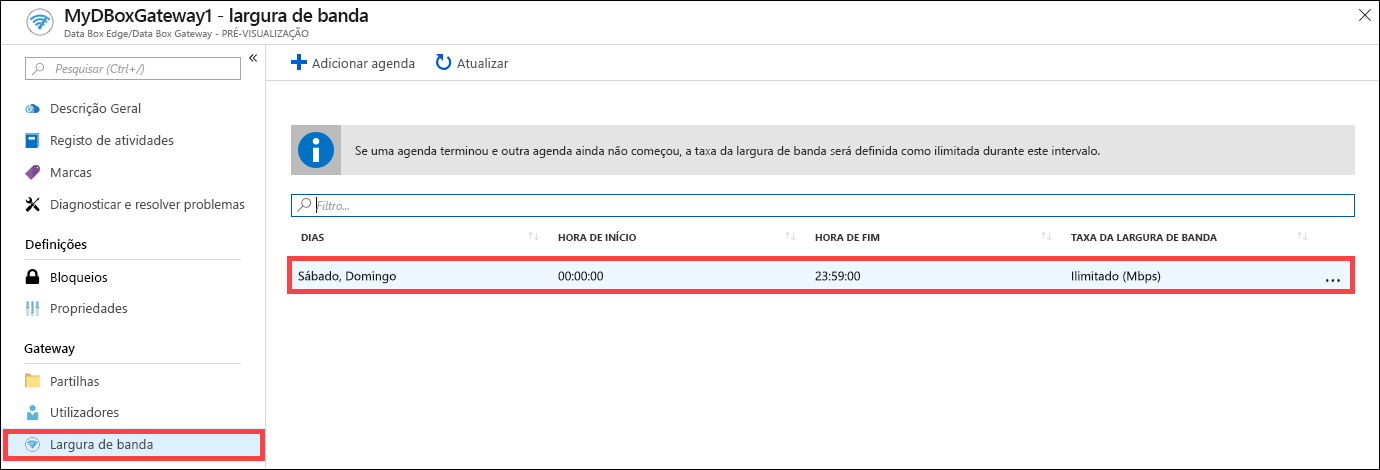 MyDBoxGateway1 - largura de banda
Data Box Edge/Data Box Gateway - PRÉ-VISUALIZAÇÃO
Pesquisar (Ctrl+/)
Descrição Geral
Registo de atividades
Marcas
Diagnosticar e resolver problemas
Definições
Bloqueios
Propriedades
Gateway
Partilhas
Utilizadores
Largura de banda
Adicionar agenda Atualizar
Se uma agenda terminou e outra agenda ainda não começou, a taxa da largura de banda será definida como ilimitada durante este intervalo.
Filtro...
DIAS HORA DE INÍCIO HORA DE FIM TAXA DA LARGURA DE BANDA
Sábado, Domingo 00:00:00 23:59:00 Ilimitado (Mbps) ...